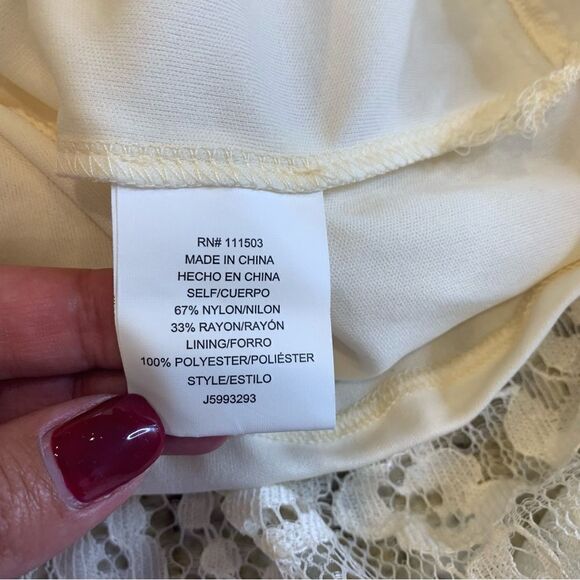 RN# 111503
MADE IN CHINA
HECHO EN CHINA
SELF/CUERPO
67% NYLON/NILON
33% RAYON/RAYÓN
LINING/FORRO
100% POLYESTER/POLIÉSTER
STYLE/ESTILO
J5993293